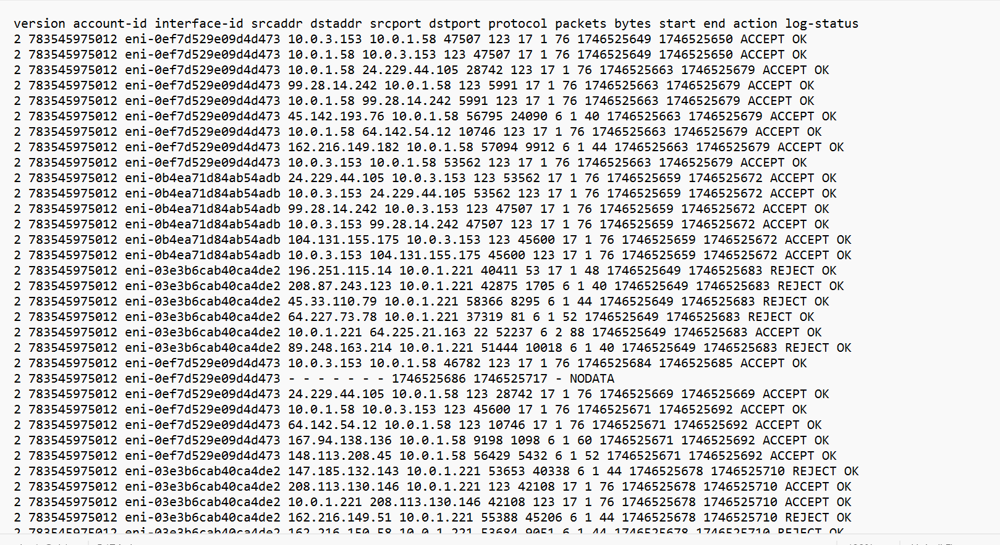 version account-id interface-id srcaddr dstaddr srcport dstport protocol packets bytes start end action log-status
2 783545975012 eni-0ef7d529e09d4d473 10.0.3.153 10.0.1.58 47507 123 17 1 76 1746525649 1746525650 ACCEPT OK
2 783545975012 eni-0ef7d529e09d4d473 10.0.1.58 10.0.3.153 123 47507 17 1 76 1746525649 1746525650 ACCEPT OK
2 783545975012 eni-0ef7d529e09d4d473 10.0.1.58 24.229.44.105 28742 123 17 1 76 1746525663 1746525679 ACCEPT OK
2 783545975012 eni-0ef7d529e09d4d473 99.28.14.242 10.0.1.58 123 5991 17 1 76 1746525663 1746525679 ACCEPT OK
2 783545975012 eni-0ef7d529e09d4d473 10.0.1.58 99.28.14.242 5991 123 17 1 76 1746525663 1746525679 ACCEPT OK
2 783545975012 eni-0ef7d529e09d4d473 45.142.193.76 10.0.1.58 56795 24090 6 1 40 1746525663 1746525679 ACCEPT OK
2 783545975012 eni-0ef7d529e09d4d473 10.0.1.58 64.142.54.12 10746 123 17 1 76 1746525663 1746525679 ACCEPT OK
2 783545975012 eni-0ef7d529e09d4d473 162.216.149.182 10.0.1.58 57094 9912 6 1 44 1746525663 1746525679 ACCEPT OK
2 783545975012 eni-0ef7d529e09d4d473 10.0.3.153 10.0.1.58 53562 123 17 1 76 1746525663 1746525679 ACCEPT OK
2 783545975012 eni-0b4ea71d84ab54adb 24.229.44.105 10.0.3.153 123 53562 17 1 76 1746525659 1746525672 ACCEPT OK
2 783545975012 eni-0b4ea71d84ab54adb 10.0.3.153 24.229.44.105 53562 123 17 1 76 1746525659 1746525672 ACCEPT OK
2 783545975012 eni-0b4ea71d84ab54adb 99.28.14.242 10.0.3.153 123 47507 17 1 76 1746525659 1746525672 ACCEPT OK
2 783545975012 eni-0b4ea71d84ab54adb 10.0.3.153 99.28.14.242 47507 123 17 1 76 1746525659 1746525672 ACCEPT OK
2 783545975012 eni-0b4ea71d84ab54adb 104.131.155.175 10.0.3.153 123 45600 17 1 76 1746525659 1746525672 ACCEPT OK
2 783545975012 eni-0b4ea71d84ab54adb 10.0.3.153 104.131.155.175 45600 123 17 1 76 1746525659 1746525672 ACCEPT OK
2 783545975012 eni-03e3b6cab40ca4de2 196.251.115.14 10.0.1.221 40411 53 17 1 48 1746525649 1746525683 REJECT OK
2 783545975012 eni-03e3b6cab40ca4de2 208.87.243.123 10.0.1.221 42875 1705 6 1 40 1746525649 1746525683 REJECT OK
2 783545975012 eni-03e3b6cab40ca4de2 45.33.110.79 10.0.1.221 58366 8295 6 1 44 1746525649 1746525683 REJECT OK
2 783545975012 eni-03e3b6cab40ca4de2 64.227.73.78 10.0.1.221 37319 81 6 1 52 1746525649 1746525683 REJECT OK
2 783545975012 eni-03e3b6cab40ca4de2 10.0.1.221 64.225.21.163 22 52237 6 2 88 1746525649 1746525683 ACCEPT OK
2 783545975012 eni-03e3b6cab40ca4de2 89.248.163.214 10.0.1.221 51444 10018 6 1 40 1746525649 1746525683 REJECT OK
2 783545975012 eni-0ef7d529e09d4d473 10.0.3.153 10.0.1.58 46782 123 17 1 76 1746525684 1746525685 ACCEPT OK
2 783545975012 eni-0ef7d529e09d4d473 - - - - - - - 1746525686 1746525717 - NODATA
2 783545975012 eni-0ef7d529e09d4d473 24.229.44.105 10.0.1.58 123 28742 17 1 76 1746525669 1746525669 ACCEPT OK
2 783545975012 eni-0ef7d529e09d4d473 10.0.1.58 10.0.3.153 123 45600 17 1 76 1746525671 1746525692 ACCEPT OK
2 783545975012 eni-0ef7d529e09d4d473 64.142.54.12 10.0.1.58 123 10746 17 1 76 1746525671 1746525692 ACCEPT OK
2 783545975012 eni-0ef7d529e09d4d473 167.94.138.136 10.0.1.58 9198 1098 6 1 60 1746525671 1746525692 ACCEPT OK
2 783545975012 eni-0ef7d529e09d4d473 148.113.208.45 10.0.1.58 56429 5432 6 1 52 1746525671 1746525692 ACCEPT OK
2 783545975012 eni-03e3b6cab40ca4de2 147.185.132.143 10.0.1.221 53653 40338 6 1 44 1746525678 1746525710 REJECT OK
2 783545975012 eni-03e3b6cab40ca4de2 208.113.130.146 10.0.1.221 123 42108 17 1 76 1746525678 1746525710 ACCEPT OK
2 783545975012 eni-03e3b6cab40ca4de2 10.0.1.221 208.113.130.146 42108 123 17 1 76 1746525678 1746525710 ACCEPT OK
2 783545975012 eni-03e3b6cab40ca4de2 162.216.149.51 10.0.1.221 55388 45206 6 1 44 1746525678 1746525710 REJECT OK
2 783545975012 eni-03e3b6cab40ca4de2 162.216.150.58 10.0.1.221 53684 9051 6 1 44 1746525678 1746525710 REJECT OK